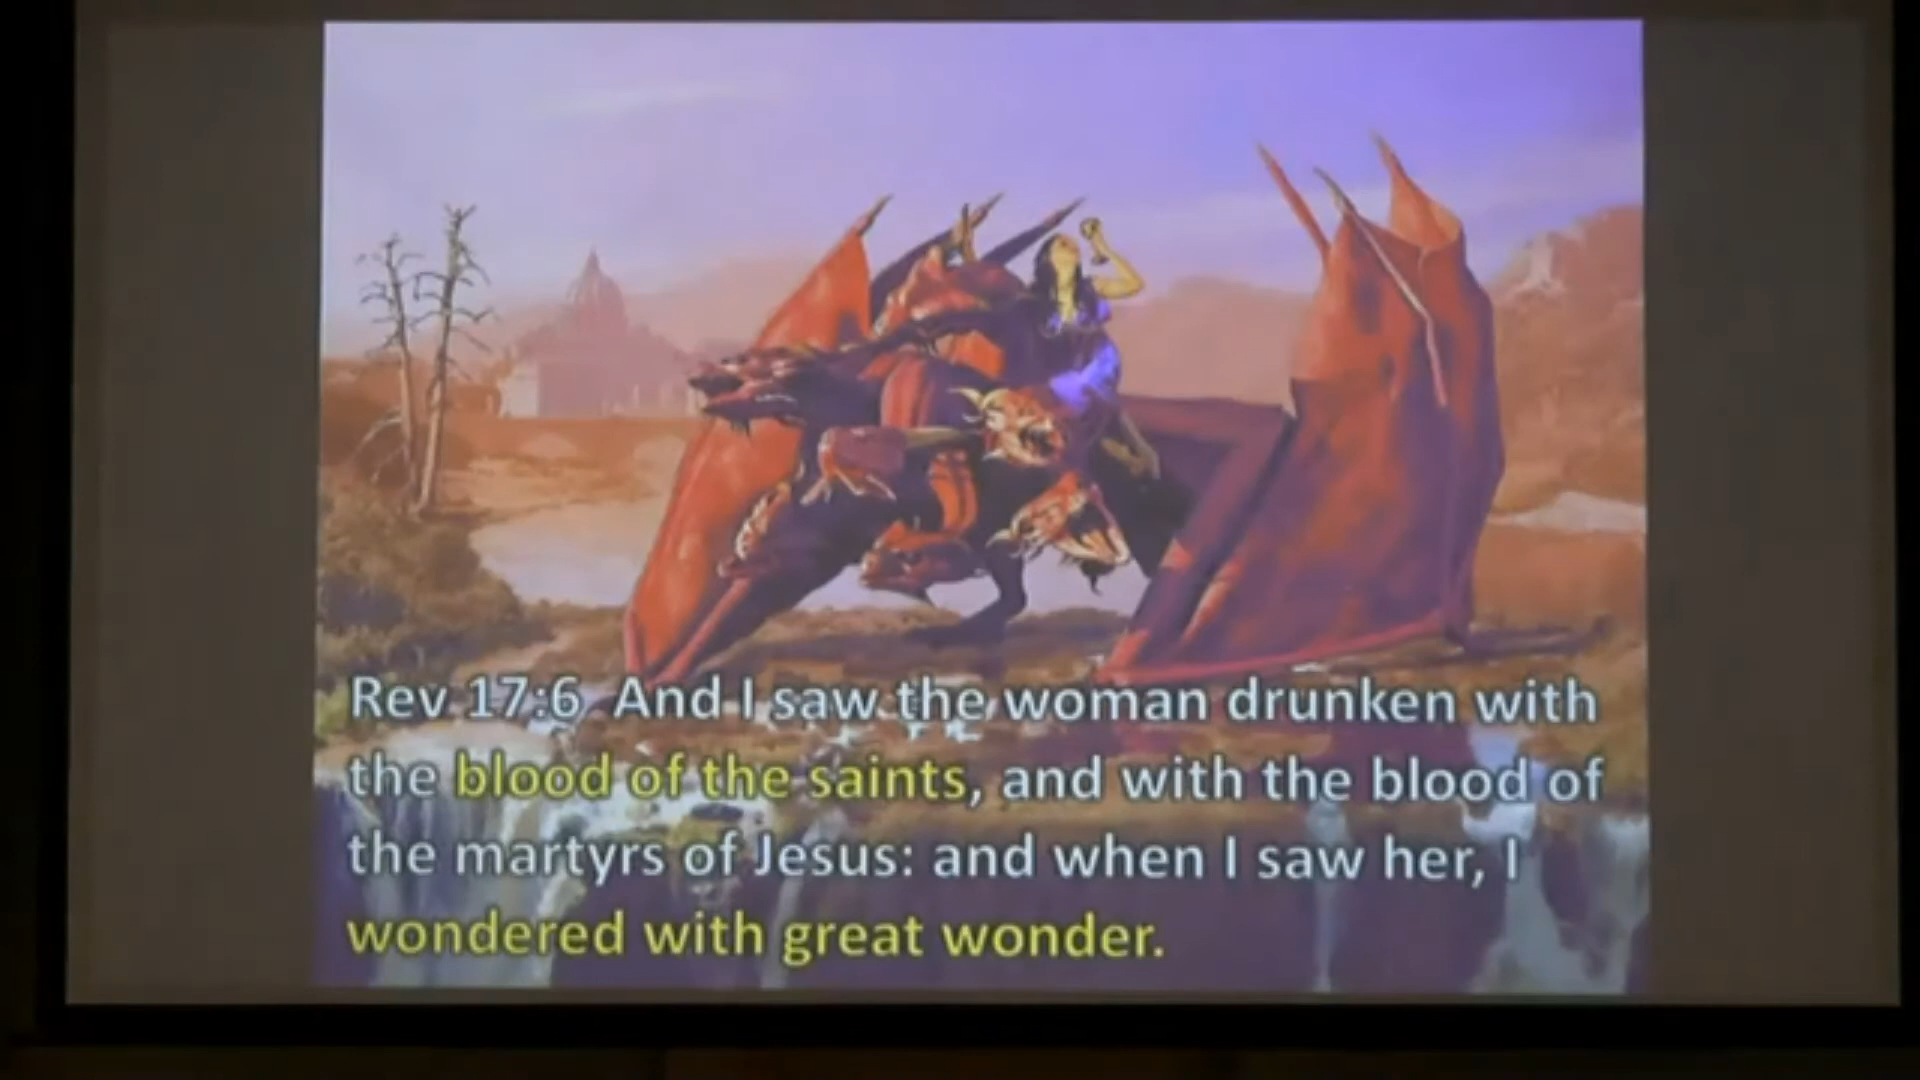 Rev 17:6 And I saw the woman drunken with
the blood of the saints, and with the blood of
the martyrs of Jesus: and when I saw her, I
wondered with great wonder.